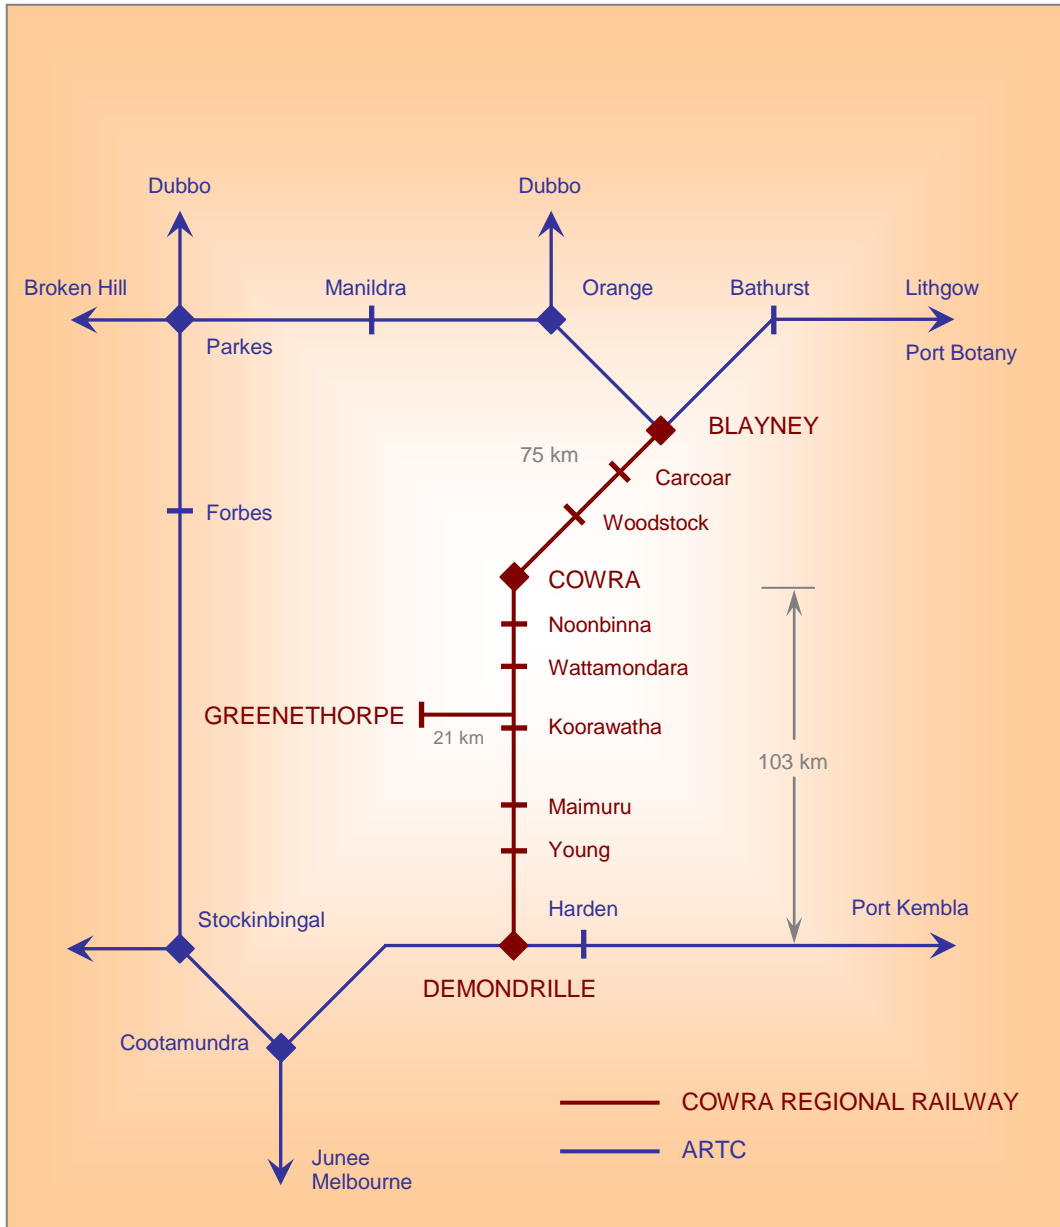 Dubbo
Dubbo
Broken Hill
Manildra
Orange
Bathurst
Lithgow
Parkes
Port Botany
BLAYNEY
75 km
Carcoar
Forbes
Woodstock
COWRA
Noonbinna
Wattamondara
GREENETHORPE
Koorawatha
21 km
103 km
Maimuru
Young
Stockinbingal
Harden
Port Kembla
DEMONDRILLE
Cootamundra
COWRA REGIONAL RAILWAY
ARTC
Junee
Melbourne